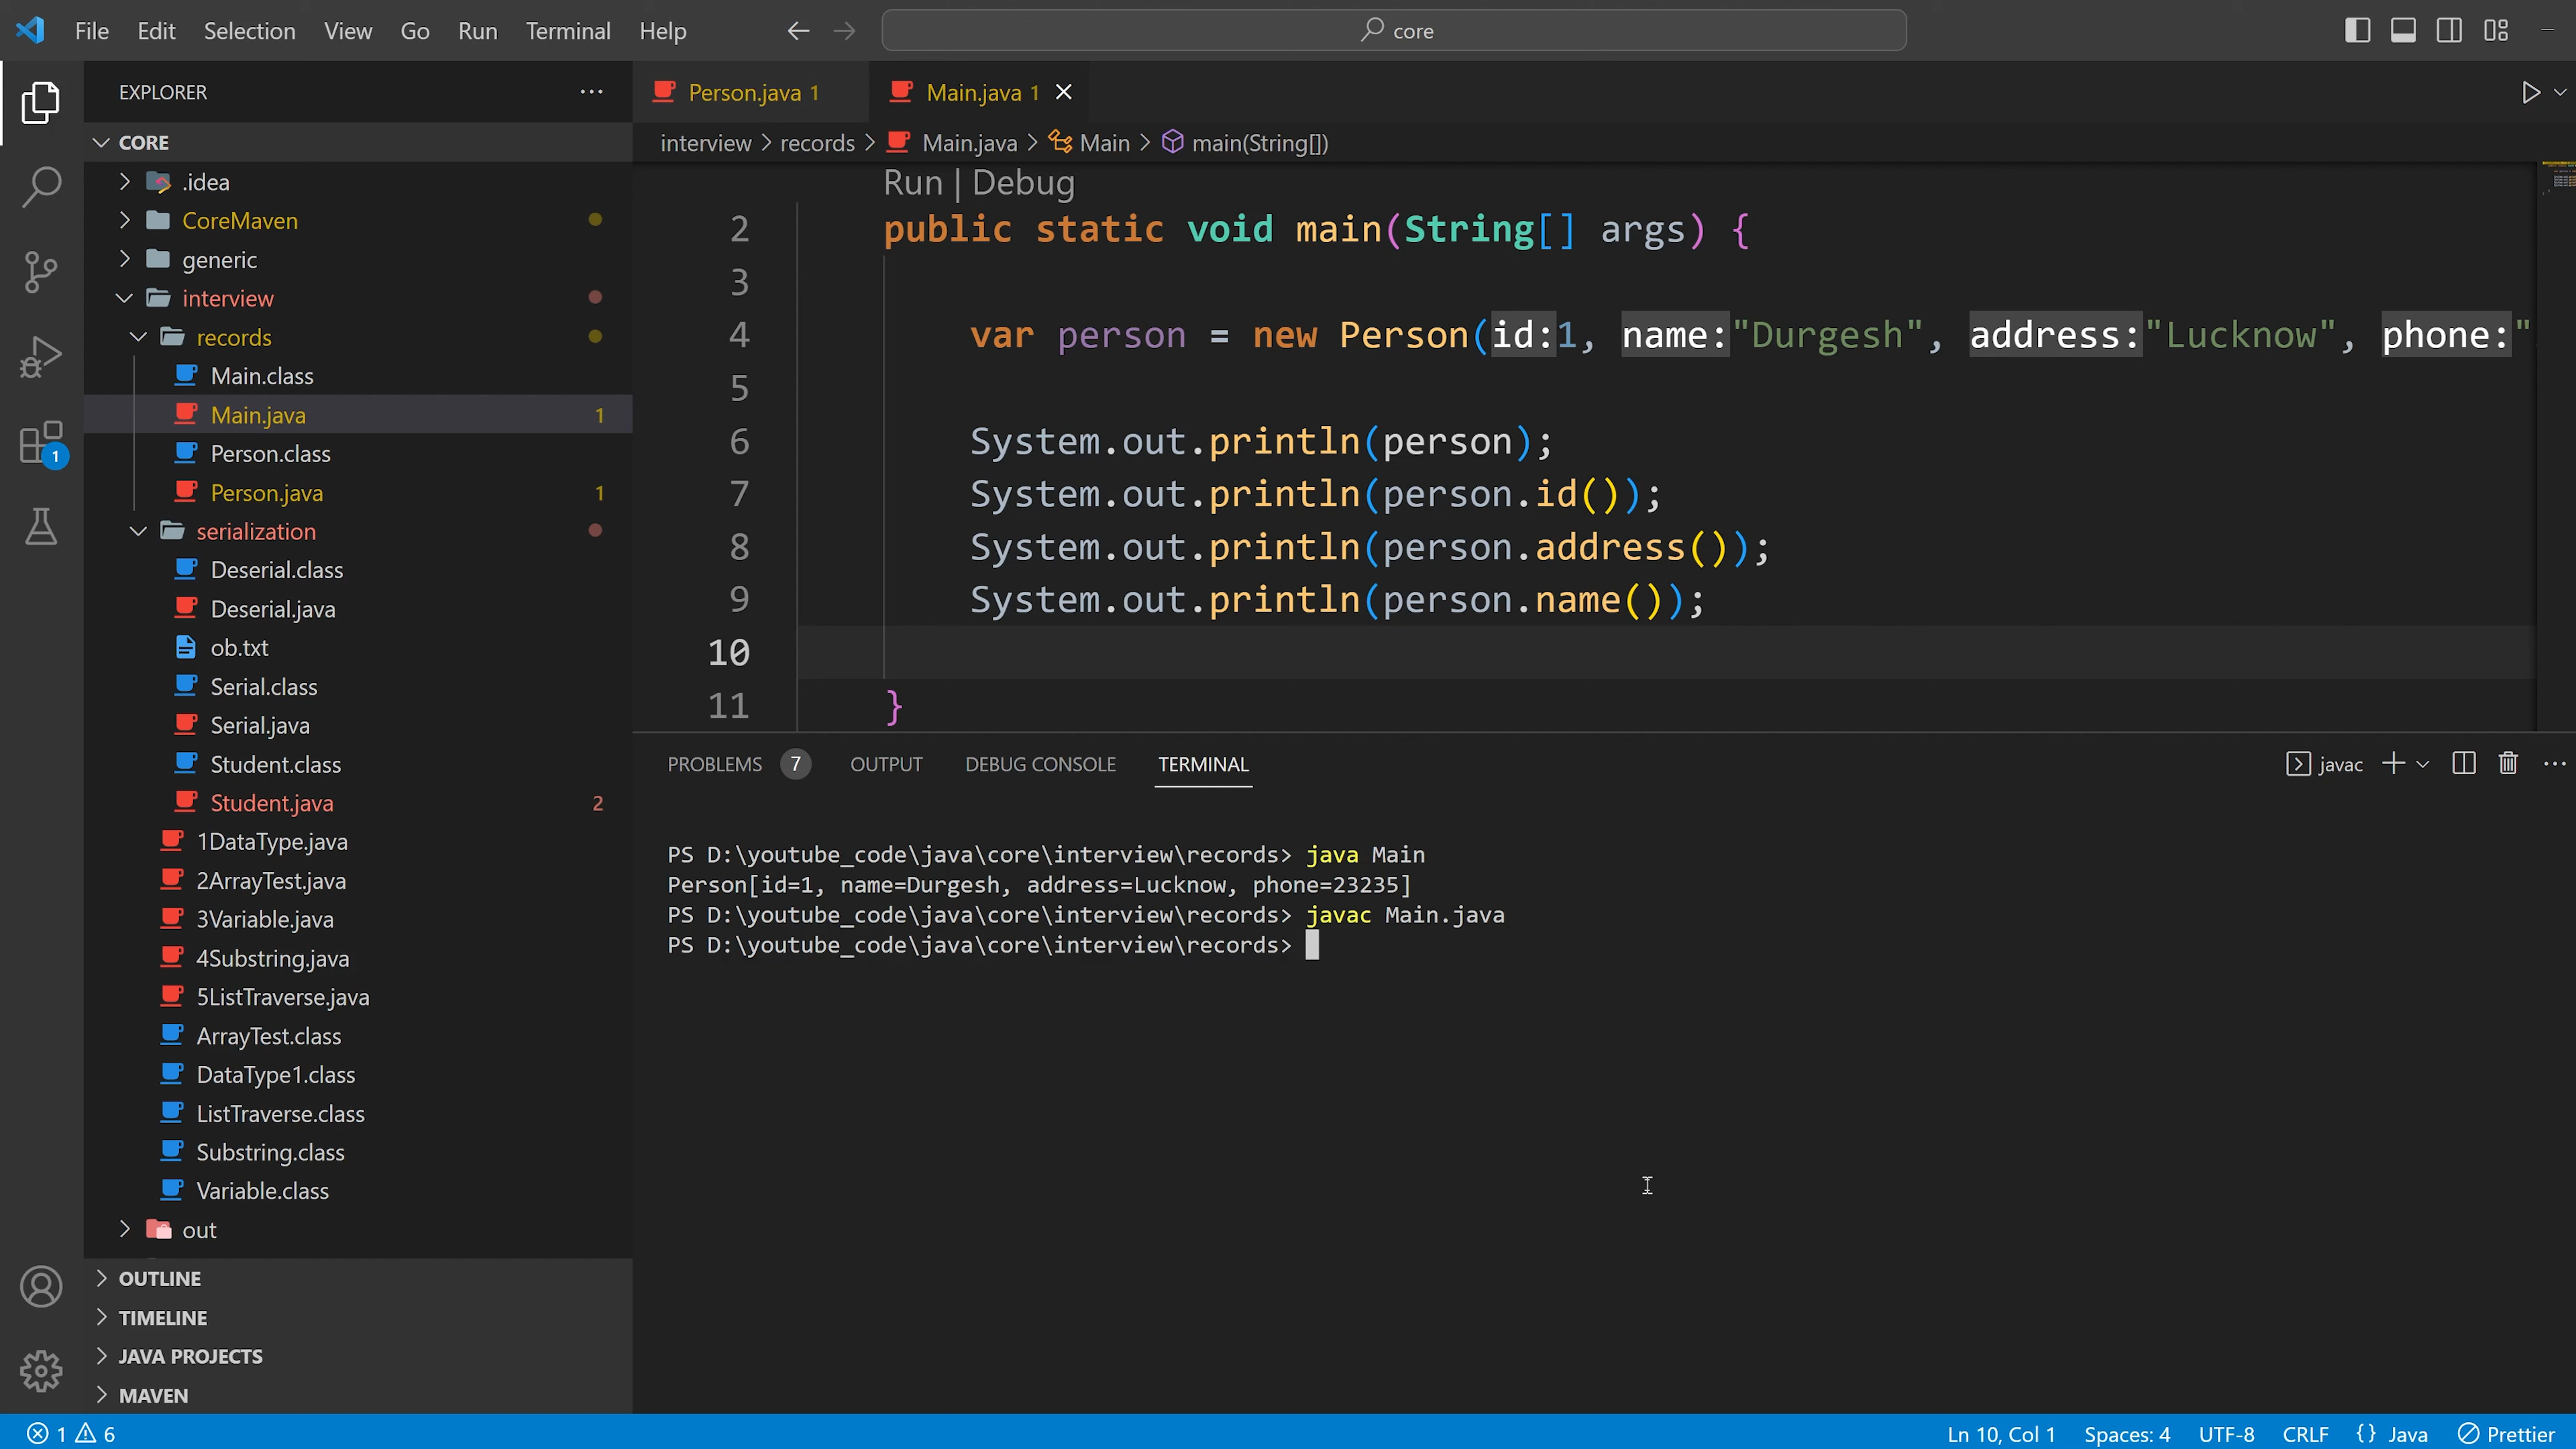 File Edit Selection View Go Run Terminal Help
core
EXPLORER
CORE
.idea
CoreMaven
generic
interview
records
Main.class
Main.java 1
Person.class
Person.java 1
serialization
Deserial.class
Deserial.java
ob.txt
Serial.class
Serial.java
Student.class
Student.java 2
1DataType.java
2ArrayTest.java
3Variable.java
4Substring.java
5ListTraverse.java
ArrayTest.class
DataType1.class
ListTraverse.class
Substring.class
Variable.class
out
OUTLINE
TIMELINE
JAVA PROJECTS
MAVEN
1
Person.java 1 Main.java 1
interview > records > Main.java > Main > main(String[])
Run | Debug
2 public static void main(String[] args) {
3
4 var person = new Person(id:1, name:"Durgesh", address:"Lucknow", phone:"
5
6 System.out.println(person);
7 System.out.println(person.id());
8 System.out.println(person.address());
9 System.out.println(person.name());
10
11 }
PROBLEMS 7 OUTPUT DEBUG CONSOLE TERMINAL
javac
PS D:\youtube_code\java\core\interview\records> java Main
Person[id=1, name=Durgesh, address=Lucknow, phone=23235]
PS D:\youtube_code\java\core\interview\records> javac Main.java
PS D:\youtube_code\java\core\interview\records>
1 6
Ln 10, Col 1 Spaces: 4 UTF-8 CRLF {} Java Prettier